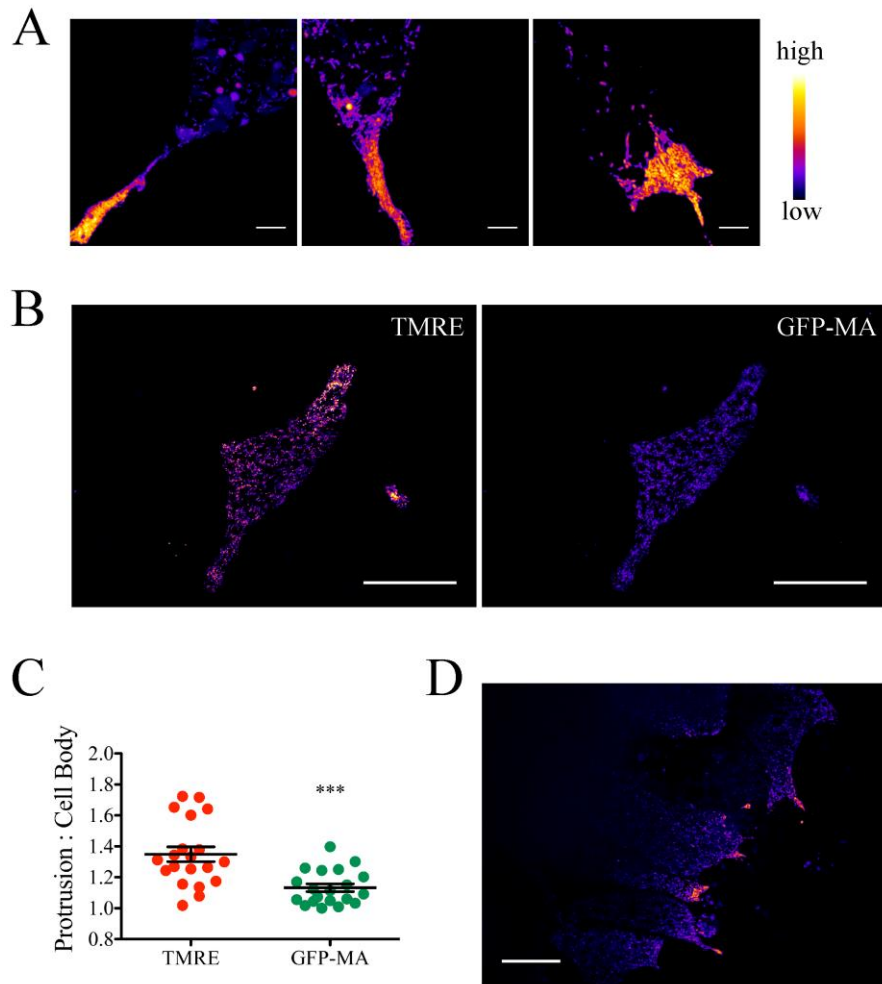 A
high
low
B
TMRE
GFP-MA
C
D
Protrusion : Cell Body
2.0
1.8
1.6
1.4
1.2
1.0
0.8
***
TMRE
GFP-MA